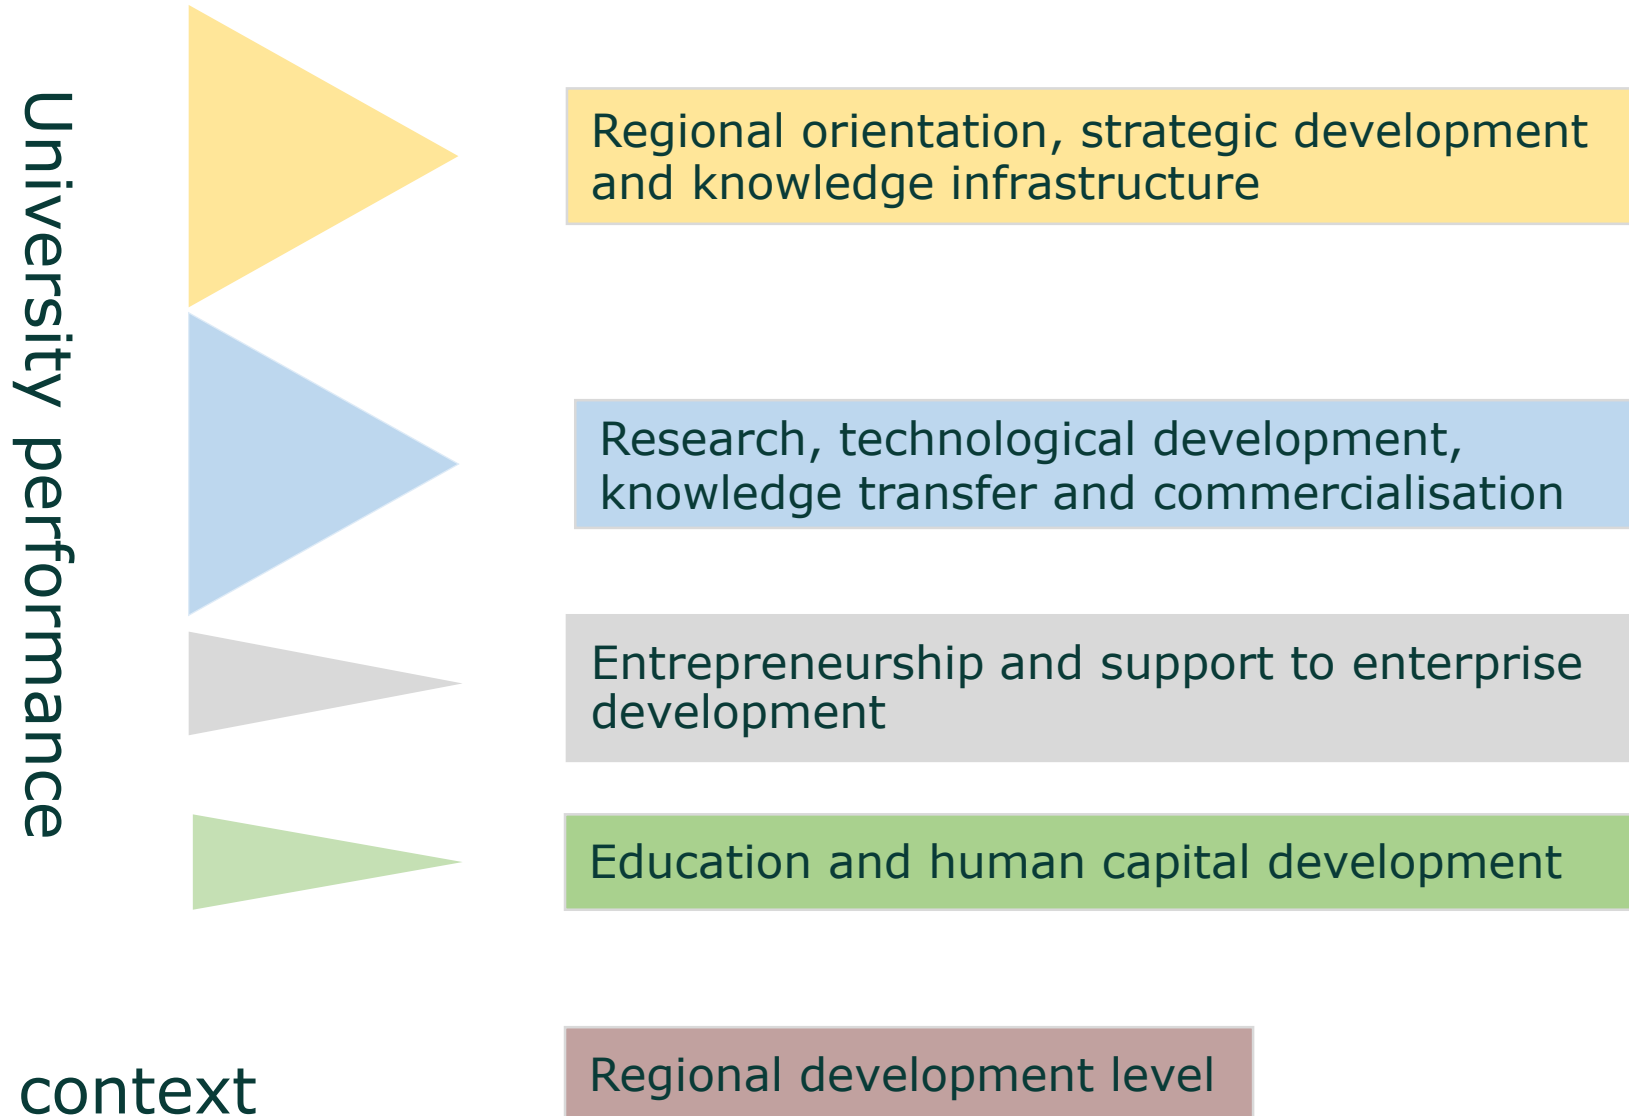 University performance
Regional orientation, strategic development
and knowledge infrastructure
Research, technological development,
knowledge transfer and commercialisation
Entrepreneurship and support to enterprise
development
Education and human capital development
context
Regional development level